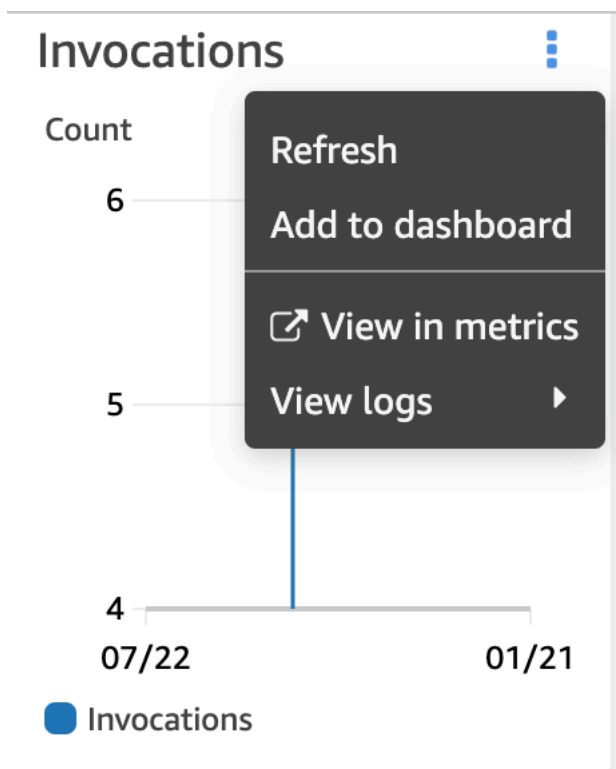 Invocations
Count
Refresh
6
Add to dashboard
View in metrics
5
View logs
4
07/22
01/21
Invocations